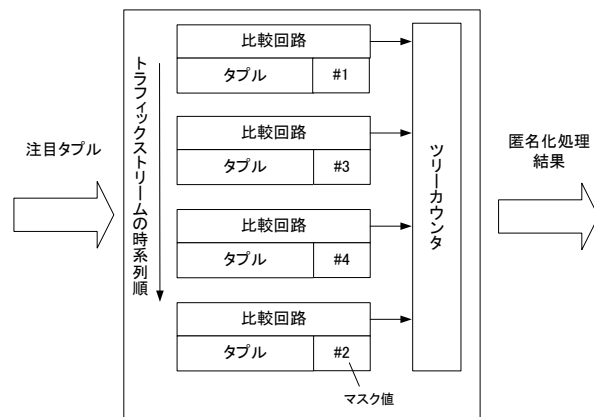 注目タプル
トラフィックストリームの時系列順
比較回路
タプル #1
比較回路
タプル #3
比較回路
タプル #4
比較回路
タプル #2
マスク値
ツリーカウンタ
匿名化処理
結果